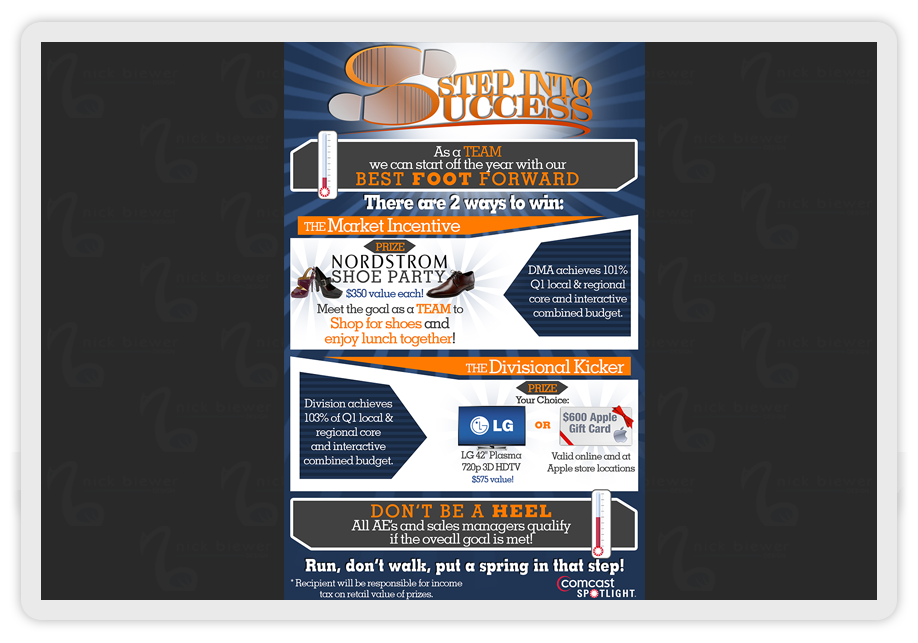 STEP INTO
SUCCESS
As a TEAM
we can start off the year with our
BEST FOOT FORWARD
There are 2 ways to win:
THE Market Incentive
PRIZE
NORDSTROM
SHOE PARTY
$350 value each!
Meet the goal as a TEAM to
Shop for shoes and
enjoy lunch together!
DMA achieves 101%
Q1 local & regional
core and interactive
combined budget.
THE Divisional Kicker
Division achieves
103% of Q1 local &
regional core
and interactive
combined budget.
PRIZE
Your Choice:
LG
LG 42" Plasma
720p 3D HDTV
$575 value!
OR
$600 Apple
Gift Card
Valid online and at
Apple store locations
DON'T BE A HEEL
All AE's and sales managers qualify
if the oveall goal is met!
Run, don't walk, put a spring in that step!
* Recipient will be responsible for income
tax on retail value of prizes.
comcast
SPOTLIGHT
nick biewer